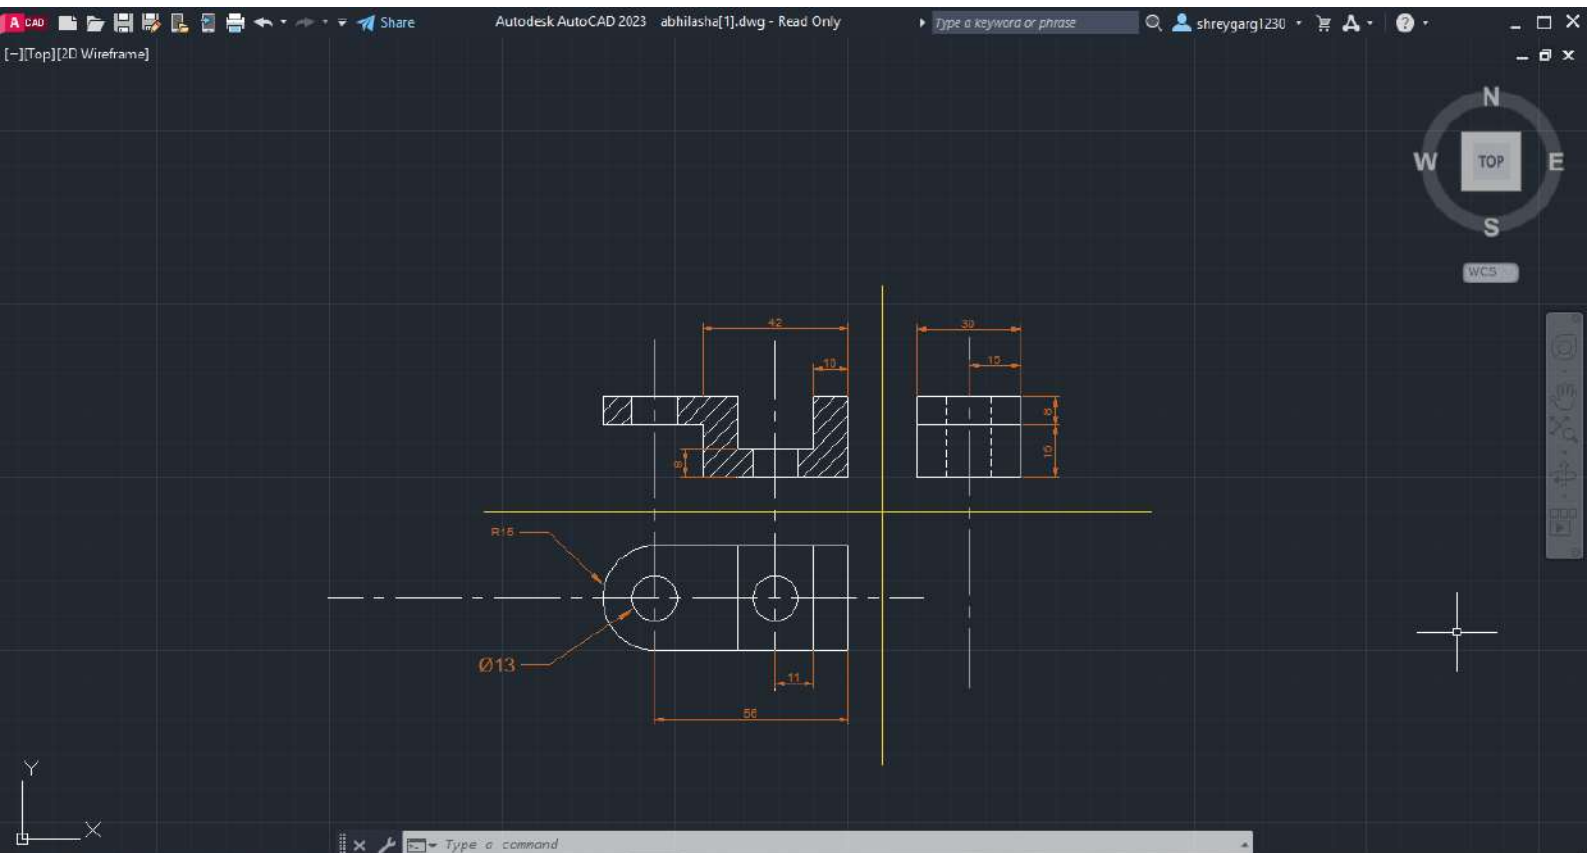 A CAD Share Autodesk AutoCAD 2023 abhilasha[1].dwg - Read Only Type a keyword or phrase shreygarg1230 ?
[−][Top][2D Wireframe]
N
W TOP E
S
WCS
42 30
10 15
8
8
R15
Ø13
11
56
Y
X
Type a command